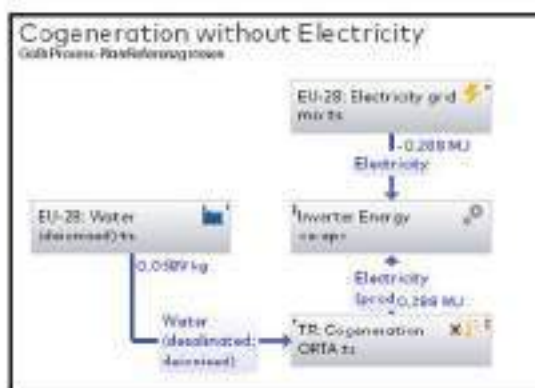 Cogeneration without Electricity
EU-28: Electricity grid
mix ts
-0.288 MJ
Electricity
EU-28: Water
(deionised) ts
Inverter Energy
0.0589 kg
Electricity
0.288 MJ
Water
(desalinated;
deionised)
TR: Cogeneration
ORTA ts